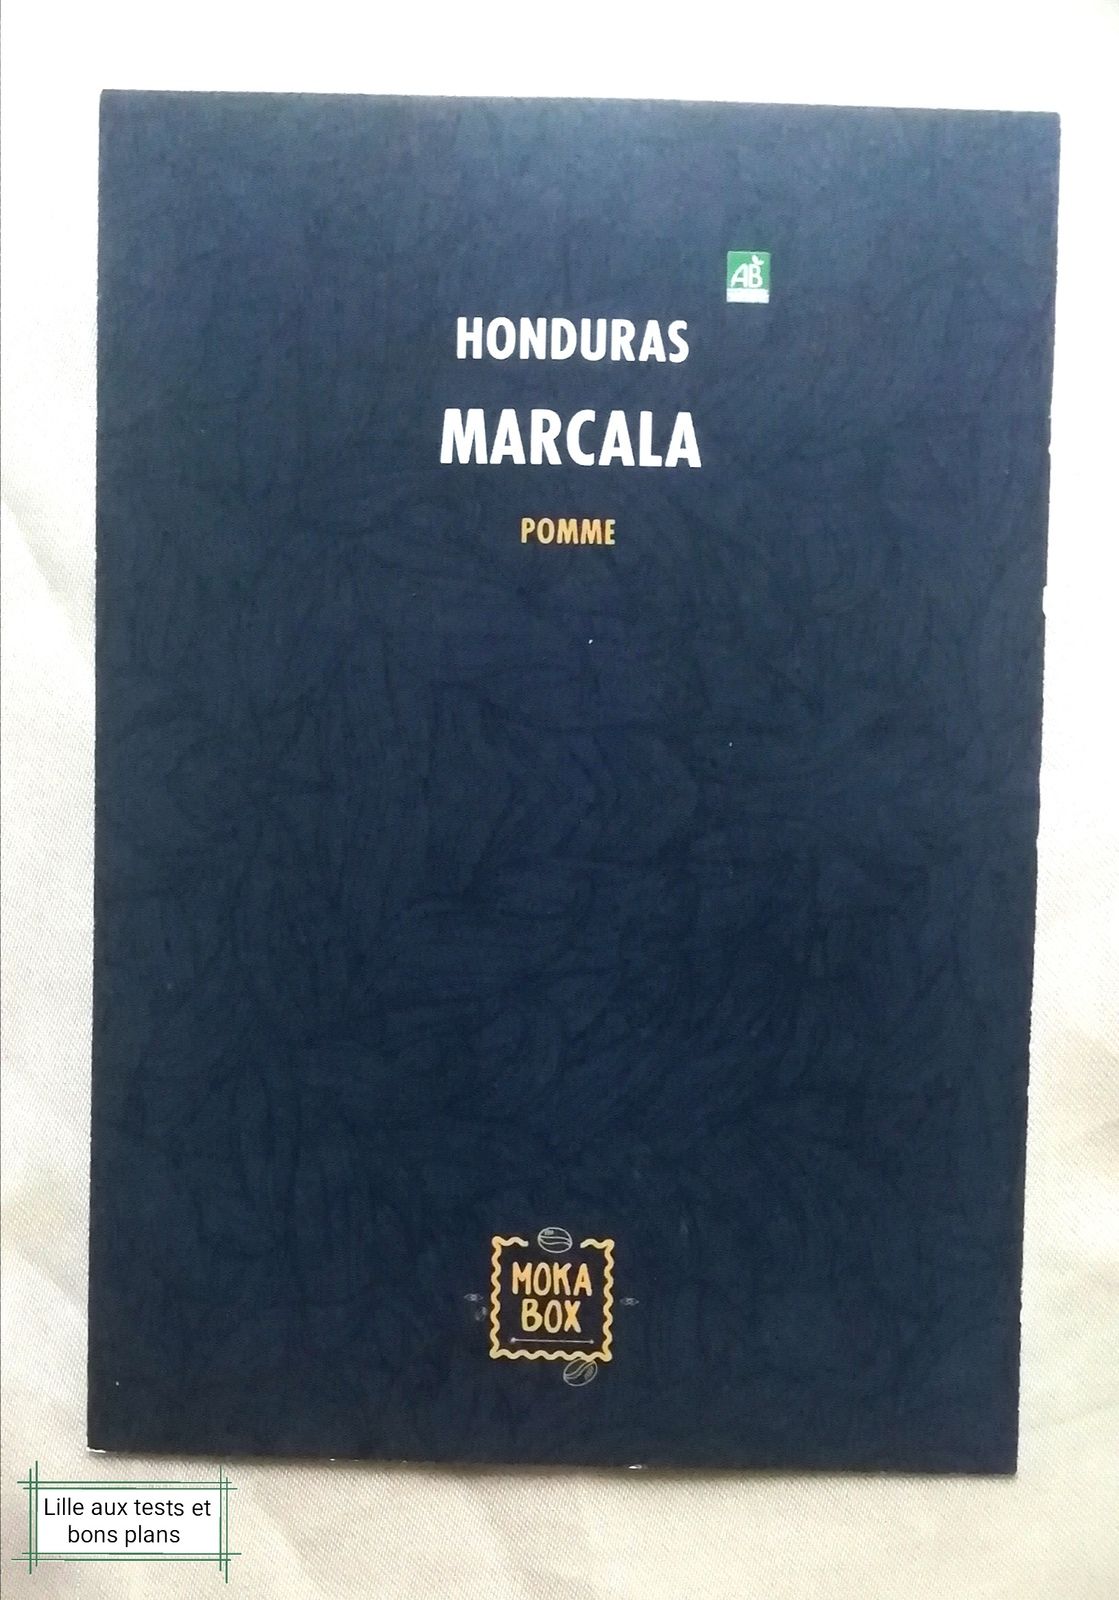 AB
HONDURAS
MARCALA
POMME
MOKA
BOX
Lille aux tests et
bons plans